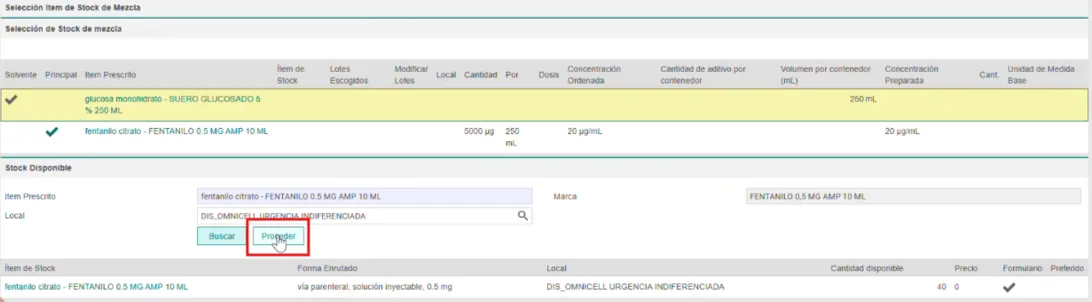 Selección Item de Stock de Mezcla
Selección de Stock de mezcla
Solvente Principal Item Prescrito Ítem de Stock Lotes Escogidos Modificar Lotes Local Cantidad Por Dosis Concentración Ordenada Cantidad de aditivo por contenedor Volumen por contenedor (mL) Concentración Preparada Cant. Unidad de Medida Base
glucosa monohidrato - SUERO GLUCOSADO 5 % 250 ML 250 mL
fentanilo citrato - FENTANILO 0.5 MG AMP 10 ML 5000 µg 250 mL 20 µg/mL 20 µg/mL
Stock Disponible
Item Prescrito fentanilo citrato - FENTANILO 0.5 MG AMP 10 ML Marca FENTANILO 0,5 MG AMP 10 ML
Local DIS_OMNICELL URGENCIA INDIFERENCIADA
Buscar Proceder
Ítem de Stock Forma Enrutado Local Cantidad disponible Precio Formulario Preferido
fentanilo citrato - FENTANILO 0.5 MG AMP 10 ML vía parenteral, solución inyectable, 0.5 mg DIS_OMNICELL URGENCIA INDIFERENCIADA 40 0